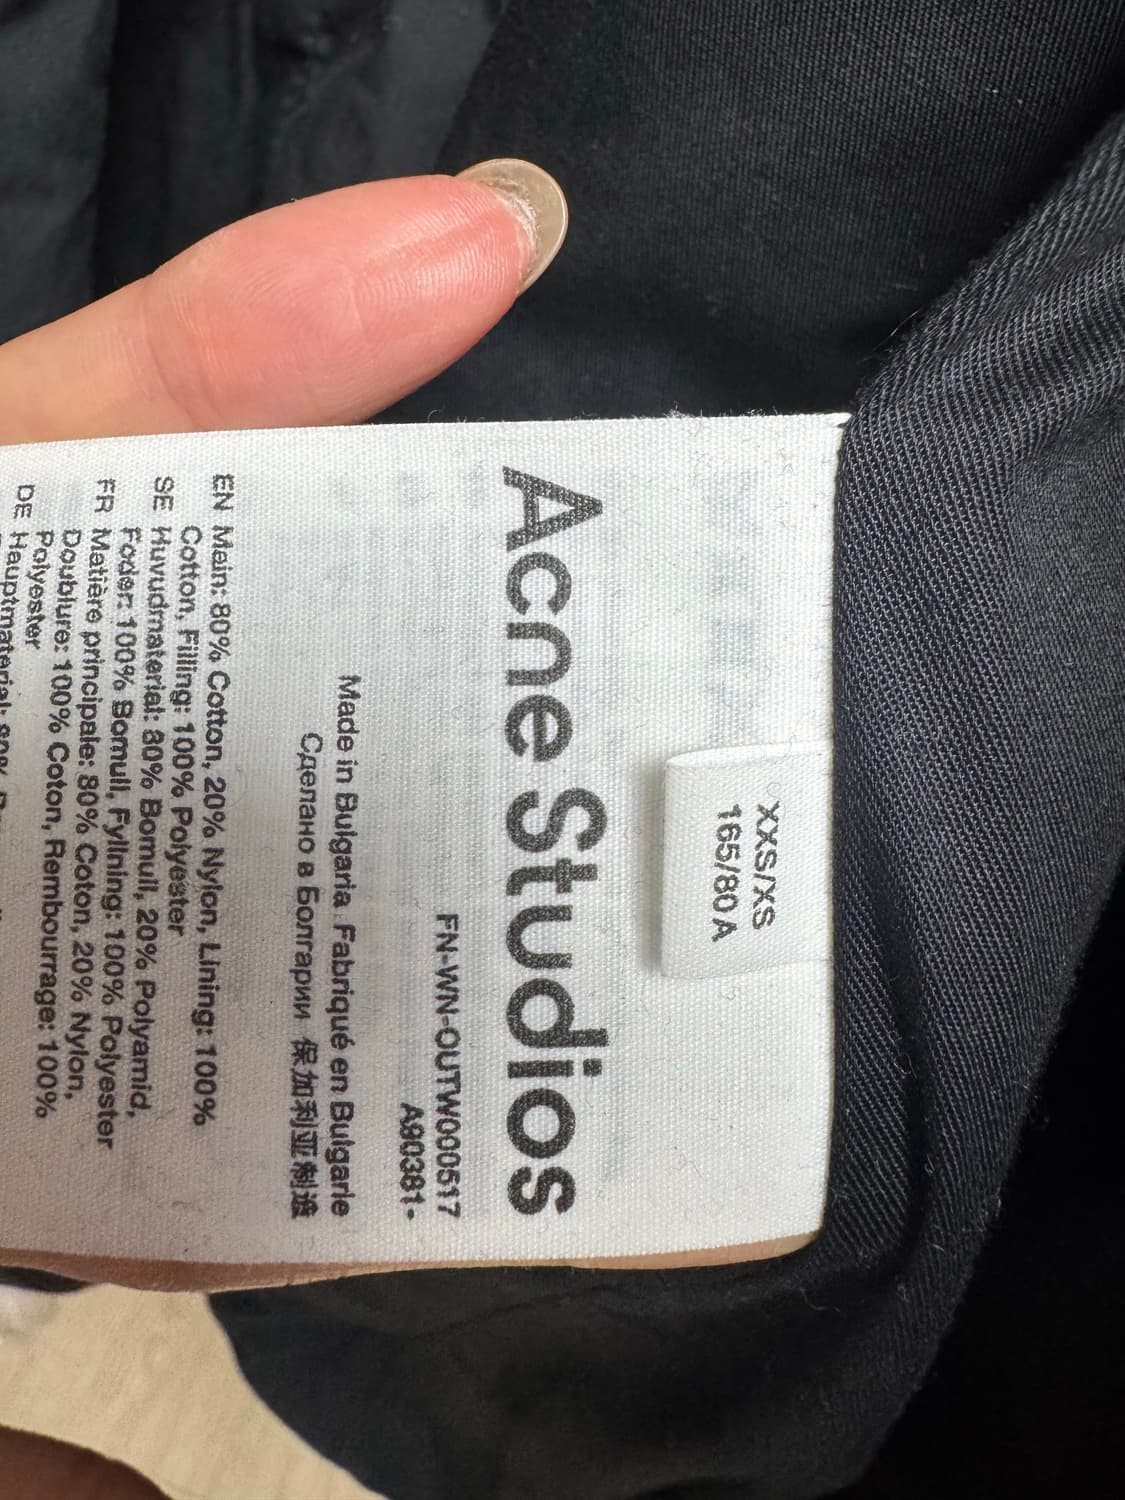 XXS/XS
165/80 A
Acne Studios
FN-WN-OUTW000517
A90381-
Made in Bulgaria Fabriqué en Bulgarie
Сделано в Болгарии 保加利亚制造
EN Main: 80% Cotton, 20% Nylon, Lining: 100%
Cotton, Filling: 100% Polyester
SE Huvudmaterial: 80% Bomull, 20% Polyamid,
Foder: 100% Bomull, Fyllning: 100% Polyester
FR Matière principale: 80% Coton, 20% Nylon,
Doublure: 100% Coton, Rembourrage: 100%
Polyester
DE Hauptmaterial: 80%